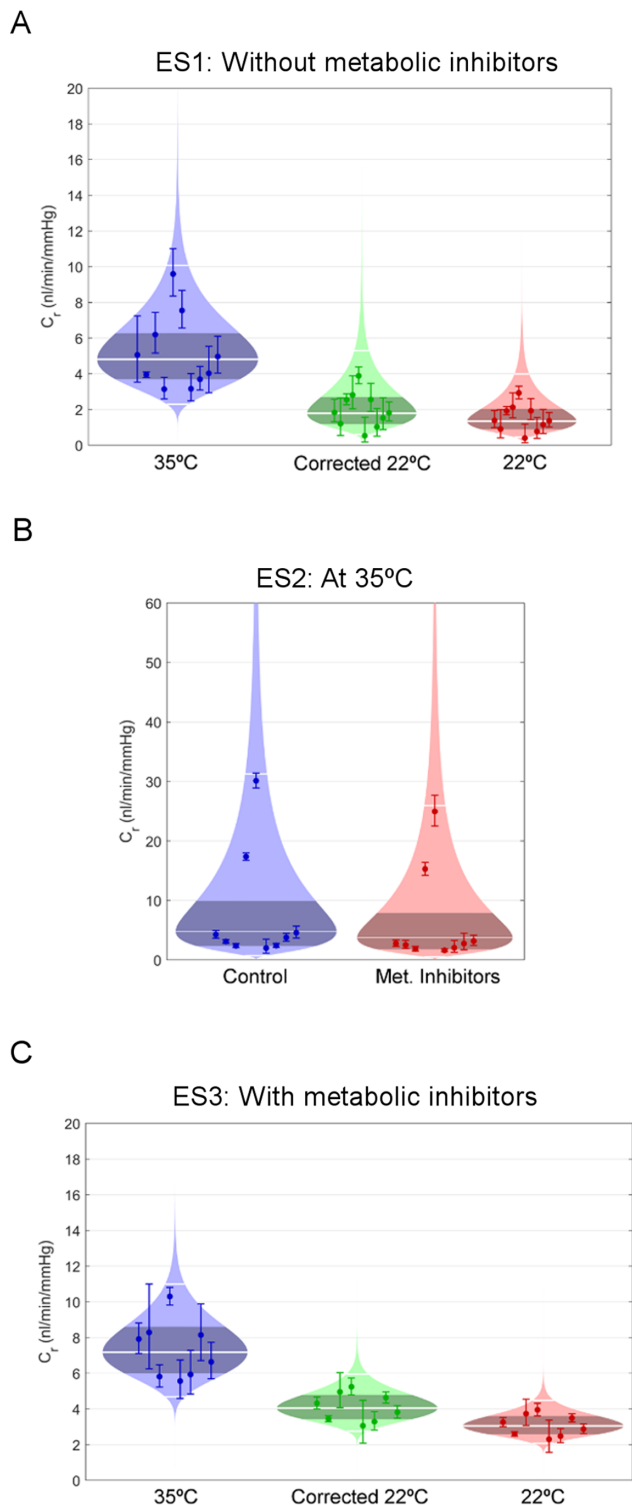 A
ES1: Without metabolic inhibitors
20
18
16
14
12
10
8
6
4
2
0
Cr (nl/min/mmHg)
35ºC
Corrected 22ºC
22ºC
B
ES2: At 35ºC
60
50
40
30
20
10
0
Cr (nl/min/mmHg)
Control
Met. Inhibitors
C
ES3: With metabolic inhibitors
20
18
16
14
12
10
8
6
4
2
0
Cr (nl/min/mmHg)
35ºC
Corrected 22ºC
22ºC